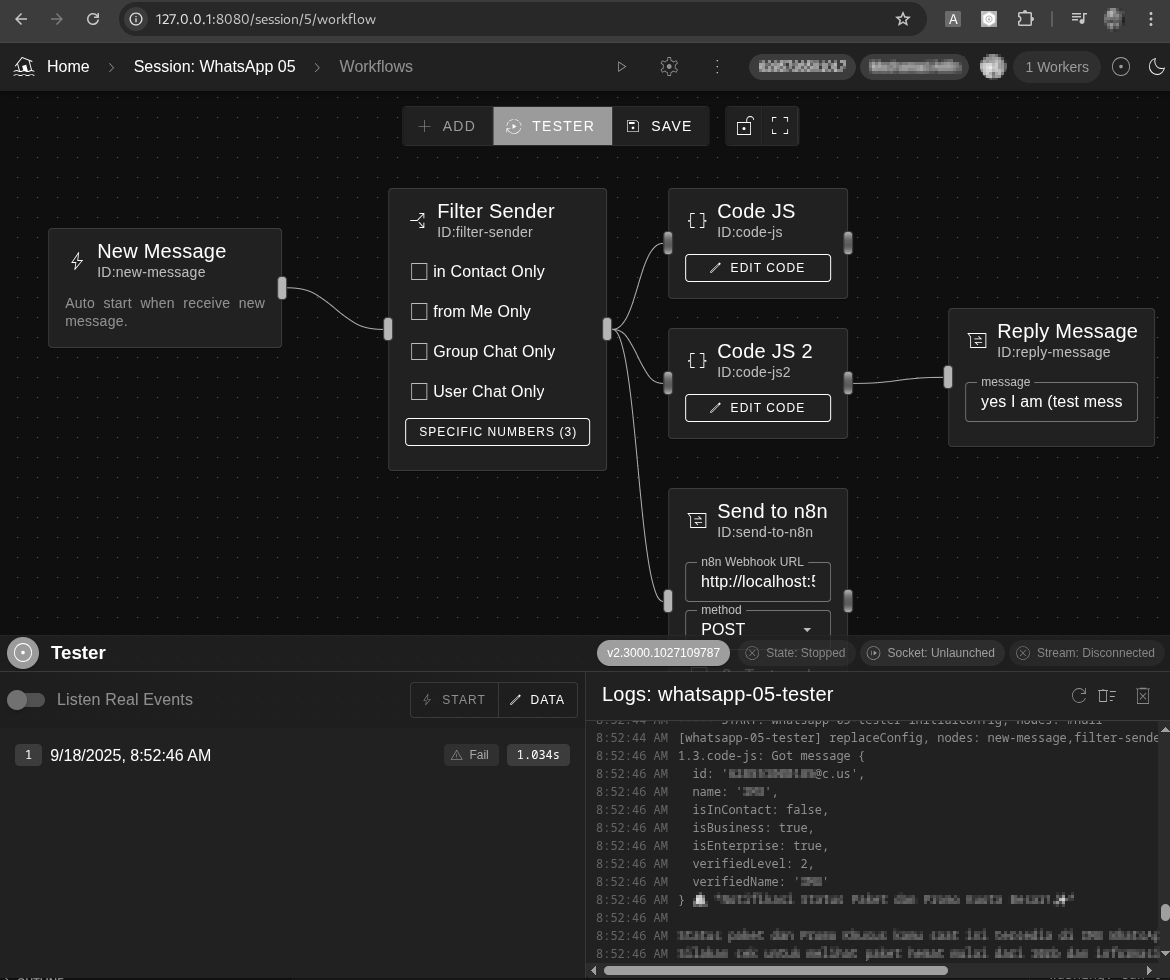 127.0.0.1:8080/session/5/workflow
A
Home > Session: WhatsApp 05 > Workflows
1 Workers
+ ADD
TESTER
SAVE
New Message
ID:new-message
Auto start when receive new
message.
Filter Sender
ID:filter-sender
in Contact Only
from Me Only
Group Chat Only
User Chat Only
SPECIFIC NUMBERS (3)
Code JS
ID:code-js
EDIT CODE
Code JS 2
ID:code-js2
EDIT CODE
Reply Message
ID:reply-message
message
yes I am (test mess
Send to n8n
ID:send-to-n8n
n8n Webhook URL
http://localhost:5
method
POST
Tester
v2.3000.1027109787
State: Stopped
Socket: Unlaunched
Stream: Disconnected
Listen Real Events
START
DATA
1
9/18/2025, 8:52:46 AM
Fail
1.034s
Logs: whatsapp-05-tester
8:52:44 AM START: whatsapp-05-tester initialConfig, nodes: #null
8:52:44 AM [whatsapp-05-tester] replaceConfig, nodes: new-message,filter-sende
8:52:46 AM 1.3.code-js: Got message {
8:52:46 AM id: '@c.us',
8:52:46 AM name: '',
8:52:46 AM isInContact: false,
8:52:46 AM isBusiness: true,
8:52:46 AM isEnterprise: true,
8:52:46 AM verifiedLevel: 2,
8:52:46 AM verifiedName: ''
8:52:46 AM }
8:52:46 AM
8:52:46 AM
8:52:46 AM